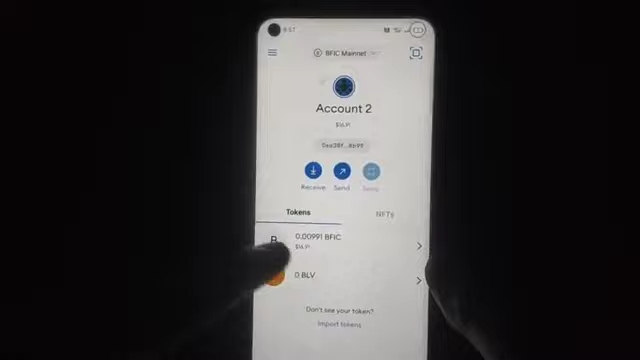 BFIC Mainnet
Account 2
Receive
Send
Tokens
NFTs
B
0.00991 BFIC
0 BLV
Don't see your token?
Import tokens